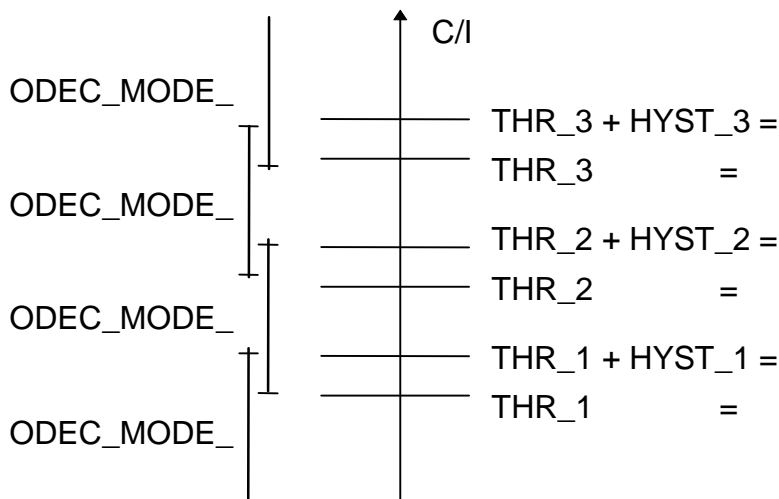 C/I
ODEC_MODE_
THR_3 + HYST_3 =
THR_3 =
ODEC_MODE_
THR_2 + HYST_2 =
THR_2 =
ODEC_MODE_
THR_1 + HYST_1 =
THR_1 =
ODEC_MODE_